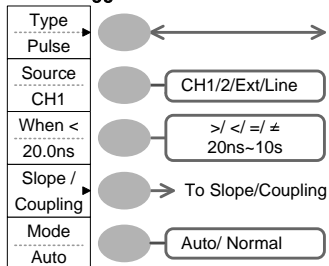 Type
Pulse
Source
CH1
CH1/2/Ext/Line
When <
20.0ns
>/ </ =/ ≠
20ns~10s
Slope /
Coupling
To Slope/Coupling
Mode
Auto
Auto/ Normal